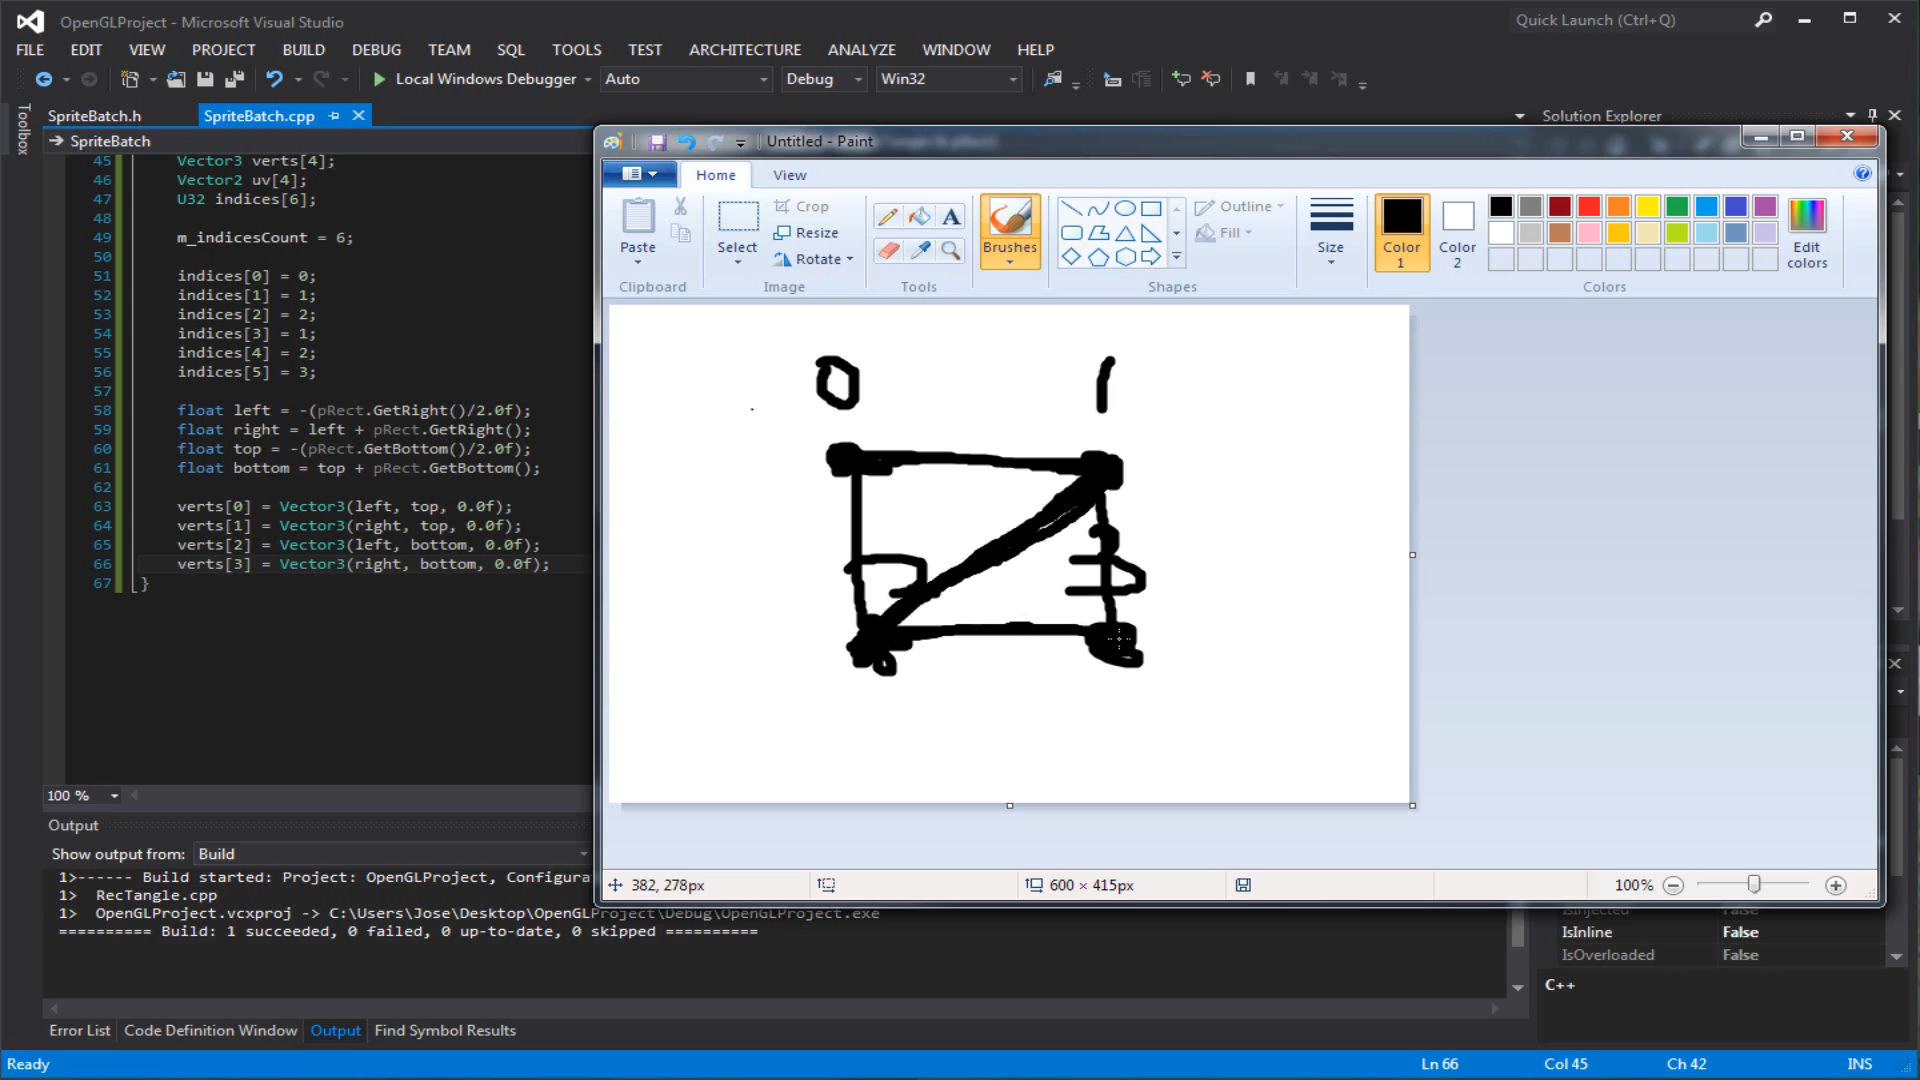 OpenGLProject - Microsoft Visual Studio
Quick Launch (Ctrl+Q)
FILE EDIT VIEW PROJECT BUILD DEBUG TEAM SQL TOOLS TEST ARCHITECTURE ANALYZE WINDOW HELP
Local Windows Debugger Auto Debug Win32
Toolbox
SpriteBatch.h SpriteBatch.cpp
Solution Explorer
SpriteBatch
45 Vector3 verts[4];
46 Vector2 uv[4];
47 U32 indices[6];
48
49 m_indicesCount = 6;
50
51 indices[0] = 0;
52 indices[1] = 1;
53 indices[2] = 2;
54 indices[3] = 1;
55 indices[4] = 2;
56 indices[5] = 3;
57
58 float left = -(pRect.GetRight()/2.0f);
59 float right = left + pRect.GetRight();
60 float top = -(pRect.GetBottom()/2.0f);
61 float bottom = top + pRect.GetBottom();
62
63 verts[0] = Vector3(left, top, 0.0f);
64 verts[1] = Vector3(right, top, 0.0f);
65 verts[2] = Vector3(left, bottom, 0.0f);
66 verts[3] = Vector3(right, bottom, 0.0f);
67 }
Untitled - Paint
Home View
Paste
Clipboard
Select
Crop
Resize
Rotate
Image
A
Tools
Brushes
Outline
Fill
Shapes
Size
Color 1
Color 2
Edit colors
Colors
0 1
382, 278px
600 × 415px
100%
100 %
Output
Show output from: Build
1>------ Build started: Project: OpenGLProject, Configura
1> RecTangle.cpp
1> OpenGLProject.vcxproj -> C:\Users\Jose\Desktop\OpenGLProject\Debug\OpenGLProject.exe
========== Build: 1 succeeded, 0 failed, 0 up-to-date, 0 skipped ==========
IsInjected False
IsInline False
IsOverloaded False
C++
Error List Code Definition Window Output Find Symbol Results
Ready
Ln 66 Col 45 Ch 42 INS